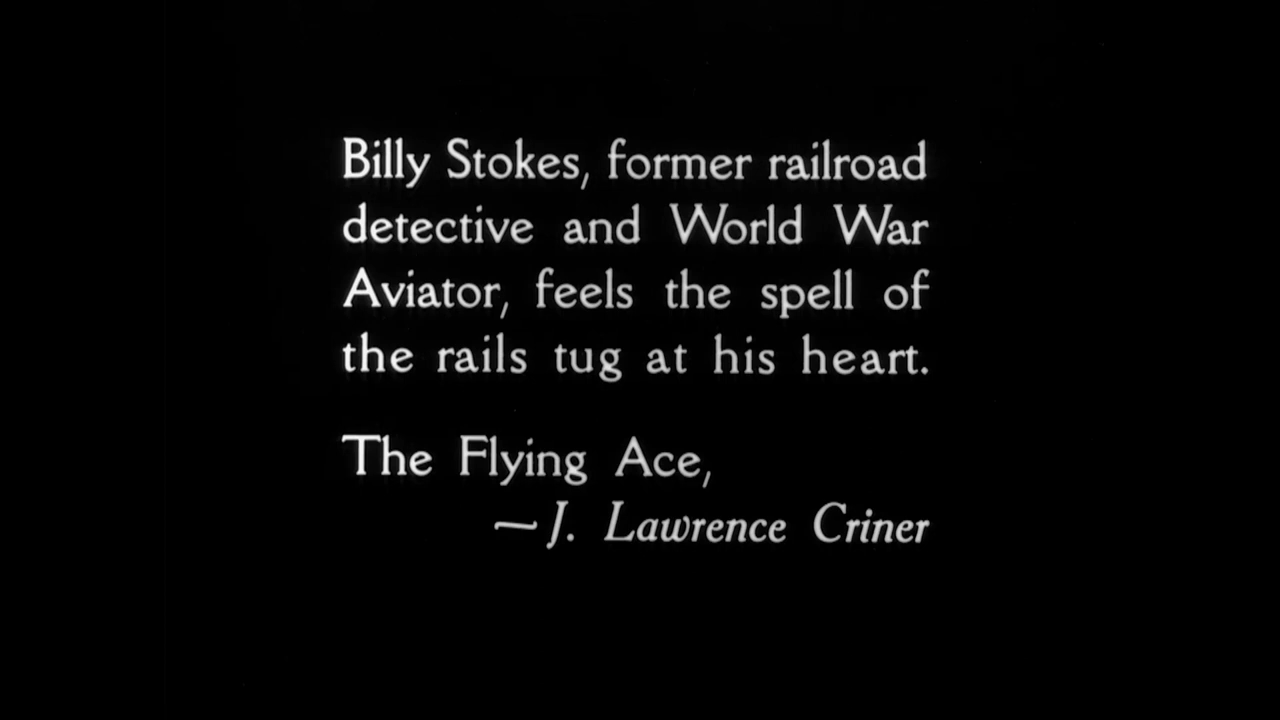 Billy Stokes, former railroad
detective and World War
Aviator, feels the spell of
the rails tug at his heart.
The Flying Ace,
—J. Lawrence Criner